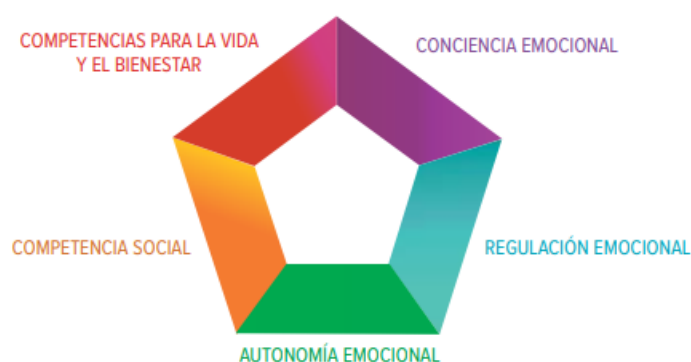 COMPETENCIAS PARA LA VIDA
Y EL BIENESTAR
CONCIENCIA EMOCIONAL
COMPETENCIA SOCIAL
REGULACIÓN EMOCIONAL
AUTONOMÍA EMOCIONAL